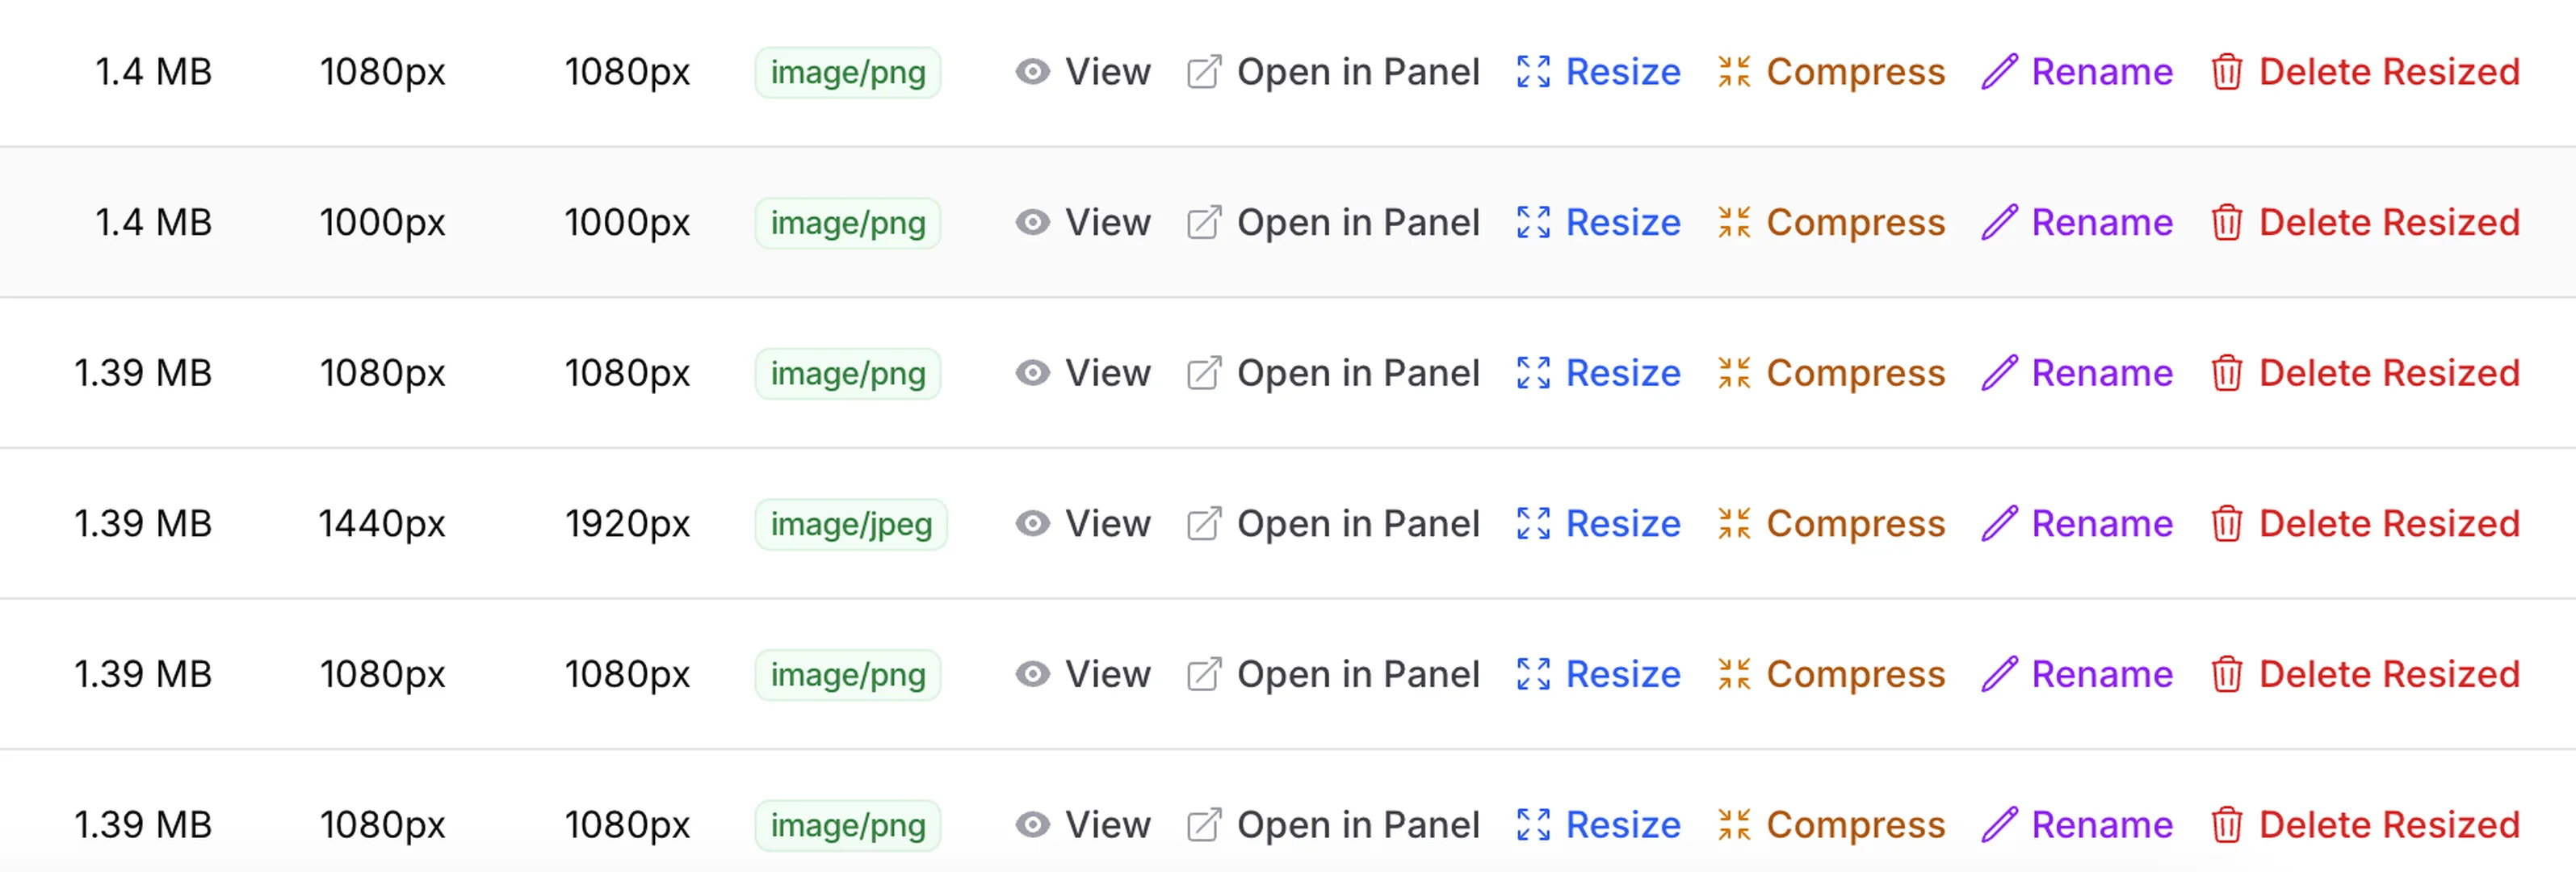 1.4 MB 1080px 1080px image/png View Open in Panel Resize Compress Rename Delete Resized
1.4 MB 1000px 1000px image/png View Open in Panel Resize Compress Rename Delete Resized
1.39 MB 1080px 1080px image/png View Open in Panel Resize Compress Rename Delete Resized
1.39 MB 1440px 1920px image/jpeg View Open in Panel Resize Compress Rename Delete Resized
1.39 MB 1080px 1080px image/png View Open in Panel Resize Compress Rename Delete Resized
1.39 MB 1080px 1080px image/png View Open in Panel Resize Compress Rename Delete Resized